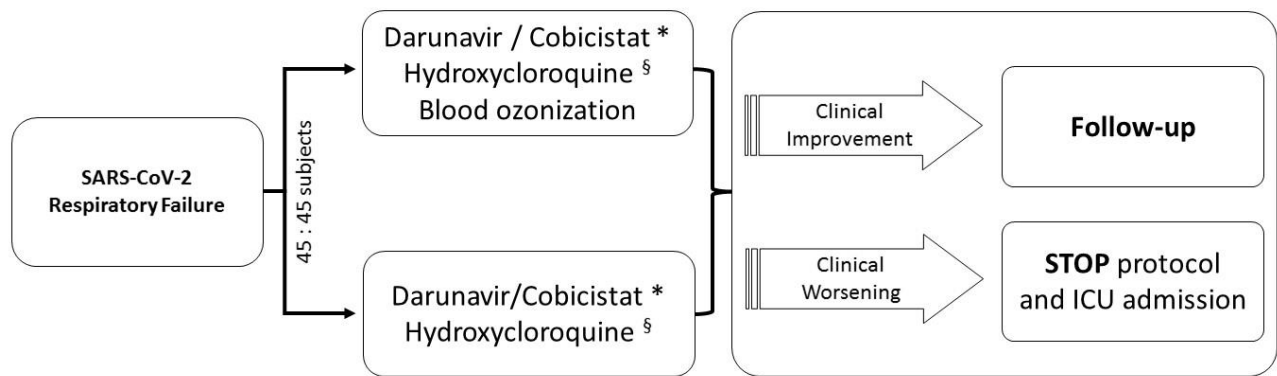 SARS-CoV-2
Respiratory Failure
45 : 45 subjects
Darunavir / Cobicistat *
Hydroxycloroquine §
Blood ozonization
Darunavir/Cobicistat *
Hydroxycloroquine §
Clinical
Improvement
Follow-up
Clinical
Worsening
STOP protocol
and ICU admission